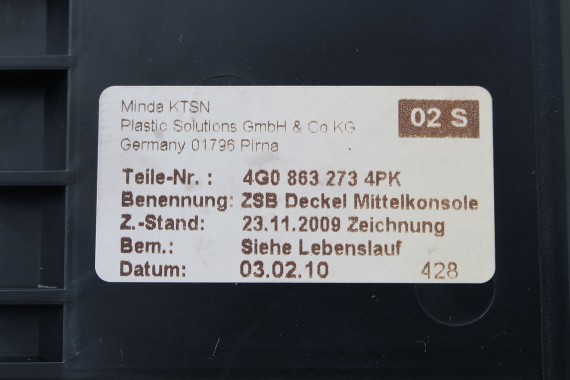 Minda KTSN
Plastic Solutions GmbH & Co KG
Germany 01796 Pirna
02 S
Teile-Nr. : 4G0 863 273 4PK
Benennung: ZSB Deckel Mittelkonsole
Z.-Stand: 23.11.2009 Zeichnung
Bem.: Siehe Lebenslauf
Datum: 03.02.10 428